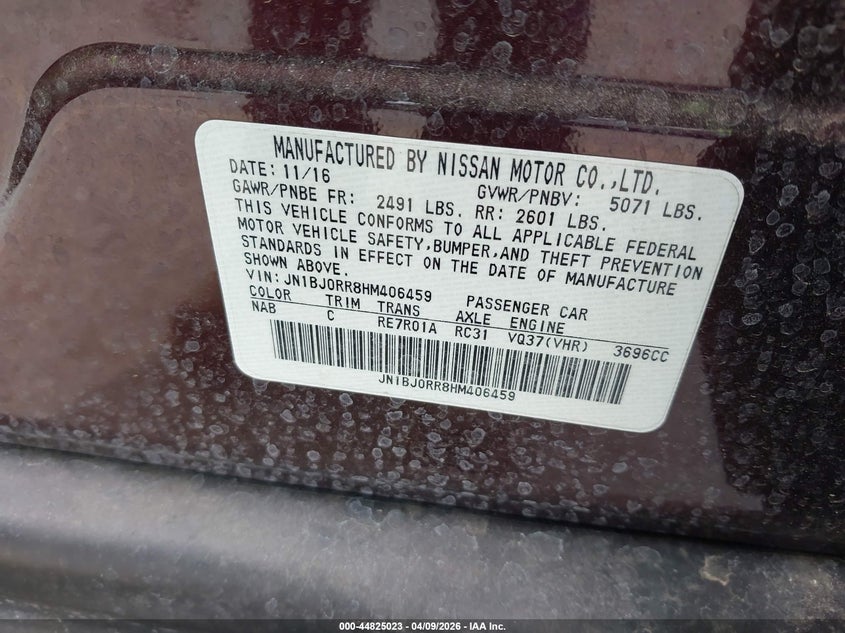 MANUFACTURED BY NISSAN MOTOR CO.,LTD.
DATE: 11/16 GVWR/PNBV: 5071 LBS.
GAWR/PNBE FR: 2491 LBS. RR: 2601 LBS.
THIS VEHICLE CONFORMS TO ALL APPLICABLE FEDERAL
MOTOR VEHICLE SAFETY,BUMPER,AND THEFT PREVENTION
STANDARDS IN EFFECT ON THE DATE OF MANUFACTURE
SHOWN ABOVE.
VIN: JN1BJ0RR8HM406459 PASSENGER CAR
COLOR TRIM TRANS AXLE ENGINE
NAB C RE7R01A RC31 VQ37(VHR) 3696CC
JN1BJ0RR8HM406459
000-44825023 - 04/09/2026 - IAA Inc.